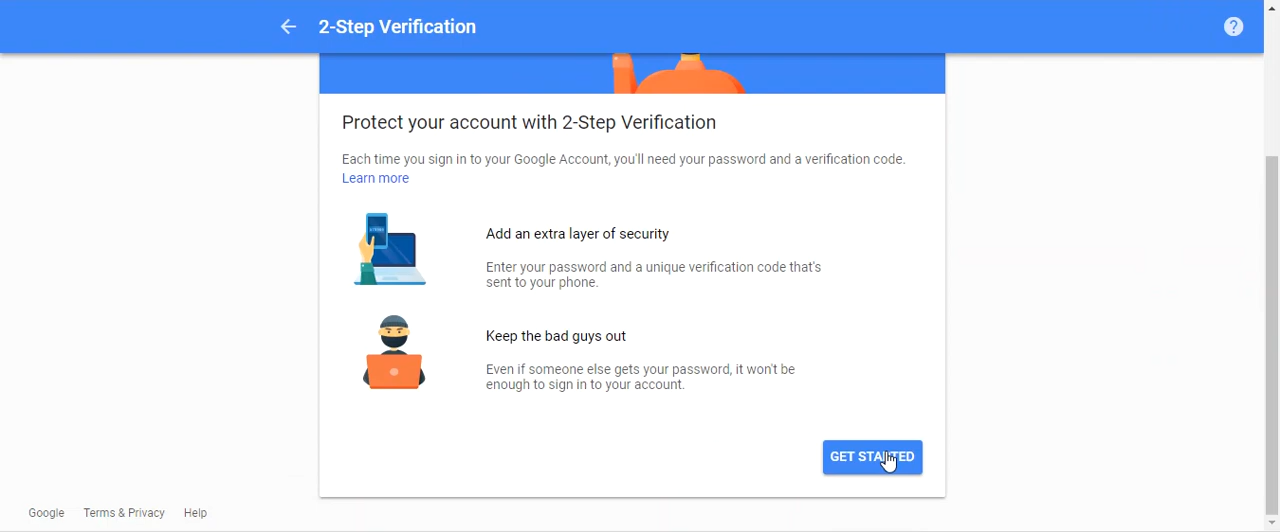 2-Step Verification
?
Protect your account with 2-Step Verification
Each time you sign in to your Google Account, you'll need your password and a verification code.
Learn more
Add an extra layer of security
Enter your password and a unique verification code that's
sent to your phone.
Keep the bad guys out
Even if someone else gets your password, it won't be
enough to sign in to your account.
GET STARTED
Google Terms & Privacy Help